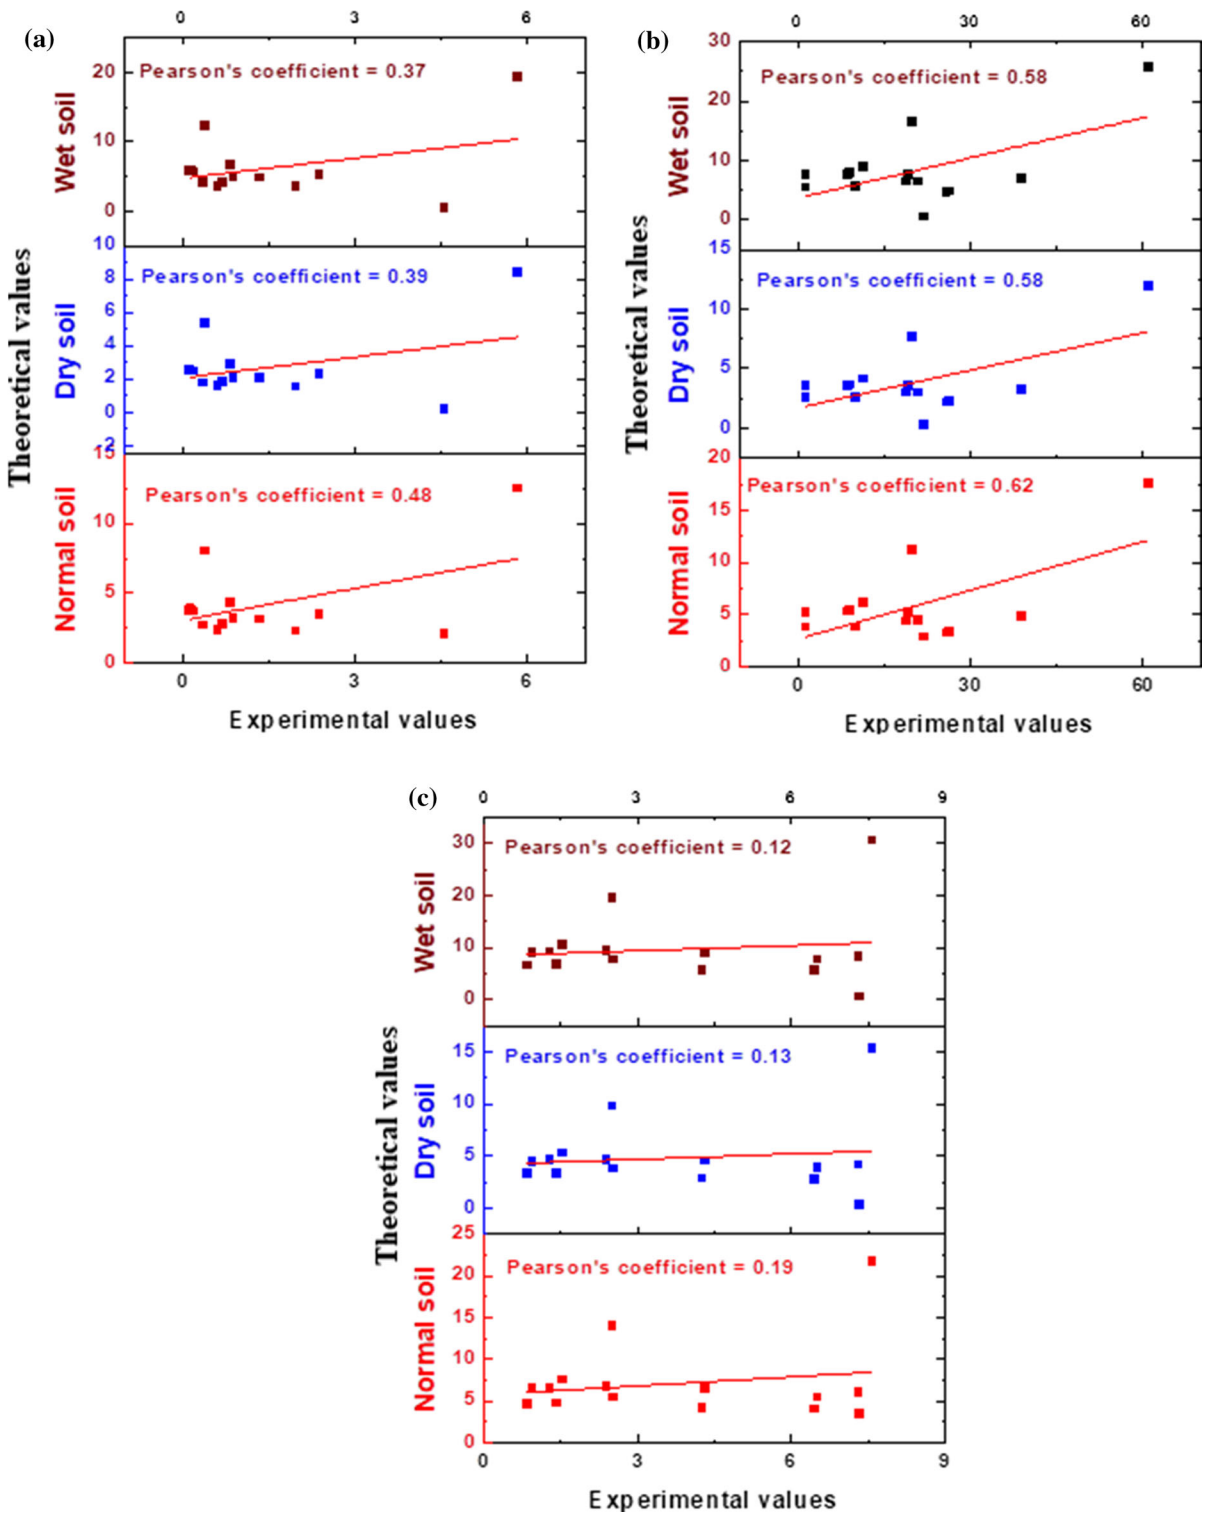 (a)
0 3 6
Theoretical values
Wet soil
20
10
0
Pearson's coefficient = 0.37
Dry soil
10
8
6
4
2
0
-2
Pearson's coefficient = 0.39
Normal soil
15
10
5
0
Pearson's coefficient = 0.48
0 3 6
Experimental values
(b)
0 30 60
Theoretical values
Wet soil
30
20
10
0
Pearson's coefficient = 0.58
Dry soil
15
10
5
0
Pearson's coefficient = 0.58
Normal soil
20
15
10
5
0
Pearson's coefficient = 0.62
0 30 60
Experimental values
(c)
0 3 6 9
Theoretical values
Wet soil
30
20
10
0
Pearson's coefficient = 0.12
Dry soil
15
10
5
0
Pearson's coefficient = 0.13
Normal soil
25
20
15
10
5
0
Pearson's coefficient = 0.19
0 3 6 9
Experimental values